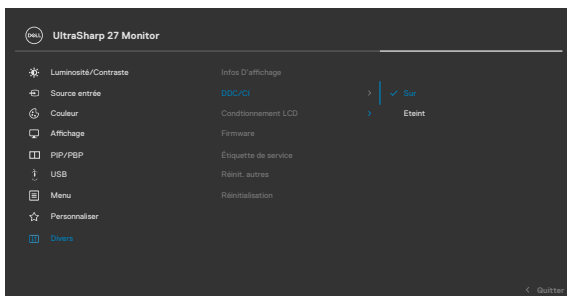 DELL UltraSharp 27 Monitor
Luminosité/Contraste Infos D'affichage
Source entrée DDC/CI Sur
Couleur Condtionnement LCD Eteint
Affichage Firmware
PIP/PBP Étiquette de service
USB Réinit. autres
Menu Réinitialisation
Personnaliser
Divers
Quitter